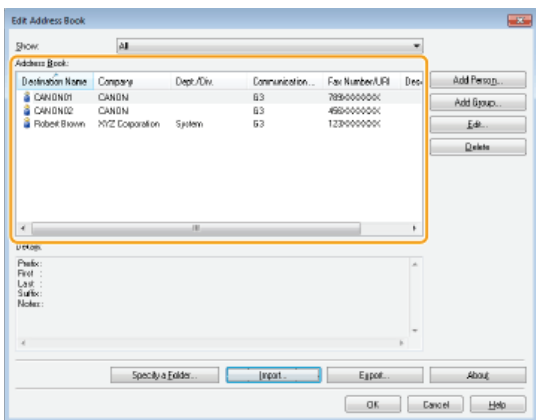 Edit Address Book
Show: All
Address Book:
Destination Name Company Dept./Div. Communication... Fax Number/URI Des
CANON01 CANON G3 789XXXXXXX
CANON02 CANON G3 456XXXXXXX
Robert Brown XYZ Corporation System G3 123XXXXXXX
Add Person...
Add Group...
Edit...
Delete
Details:
Prefix:
First :
Last :
Suffix:
Notes:
Specify a Folder... Import... Export... About
OK Cancel Help